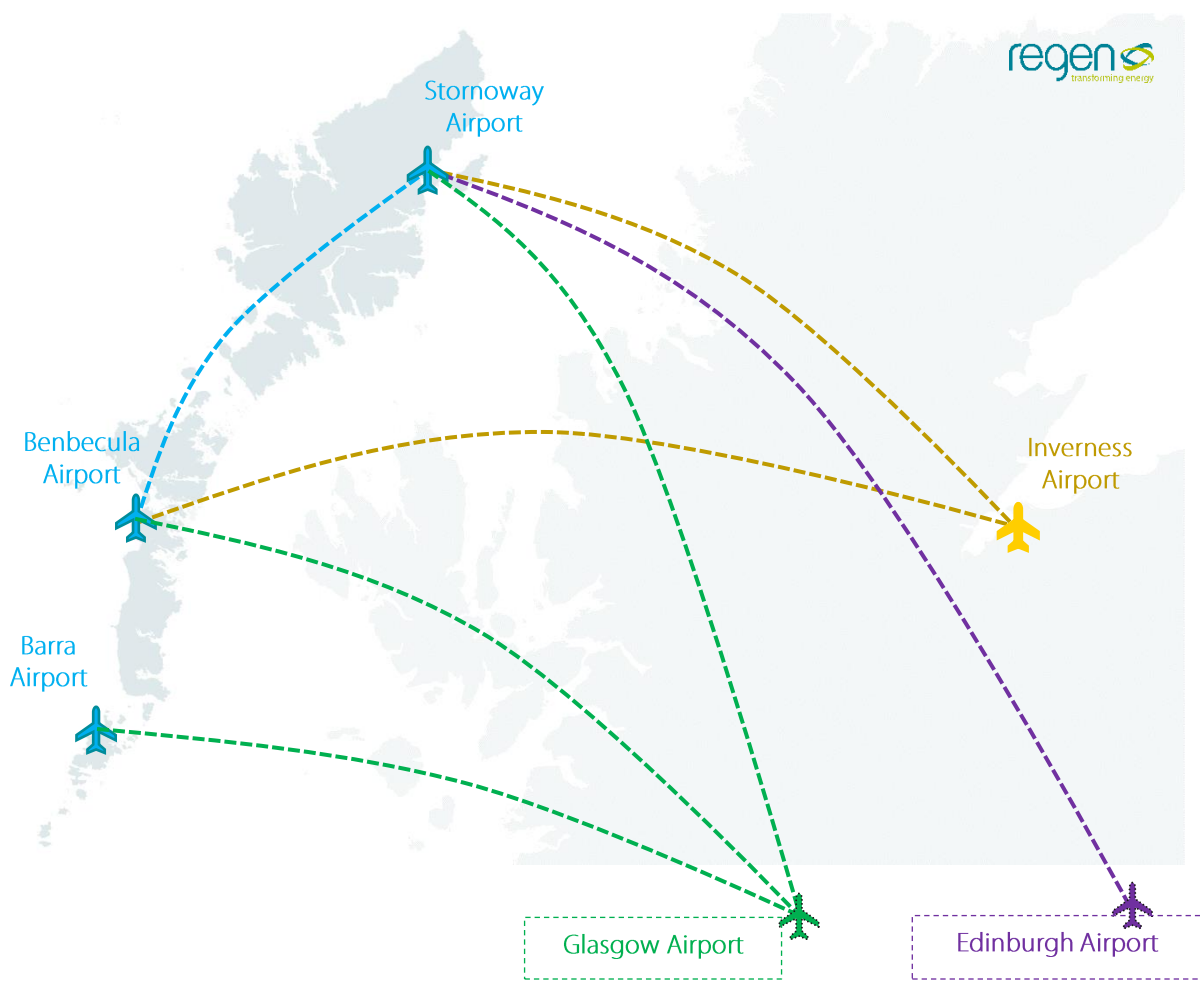 regen
transforming energy
Stornoway
Airport
Benbecula
Airport
Inverness
Airport
Barra
Airport
Glasgow Airport
Edinburgh Airport